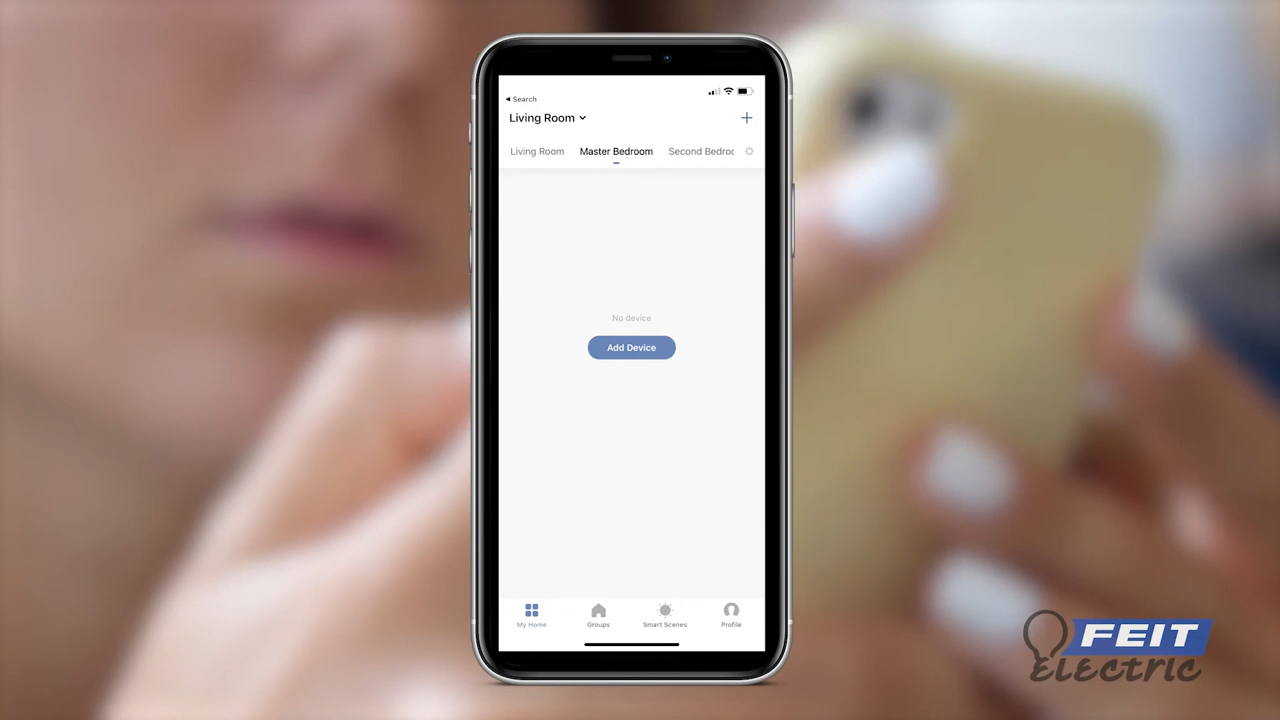 Search
Living Room
Living Room Master Bedroom Second Bedroo
No device
Add Device
My Home Groups Smart Scenes Profile
FEIT
Electric